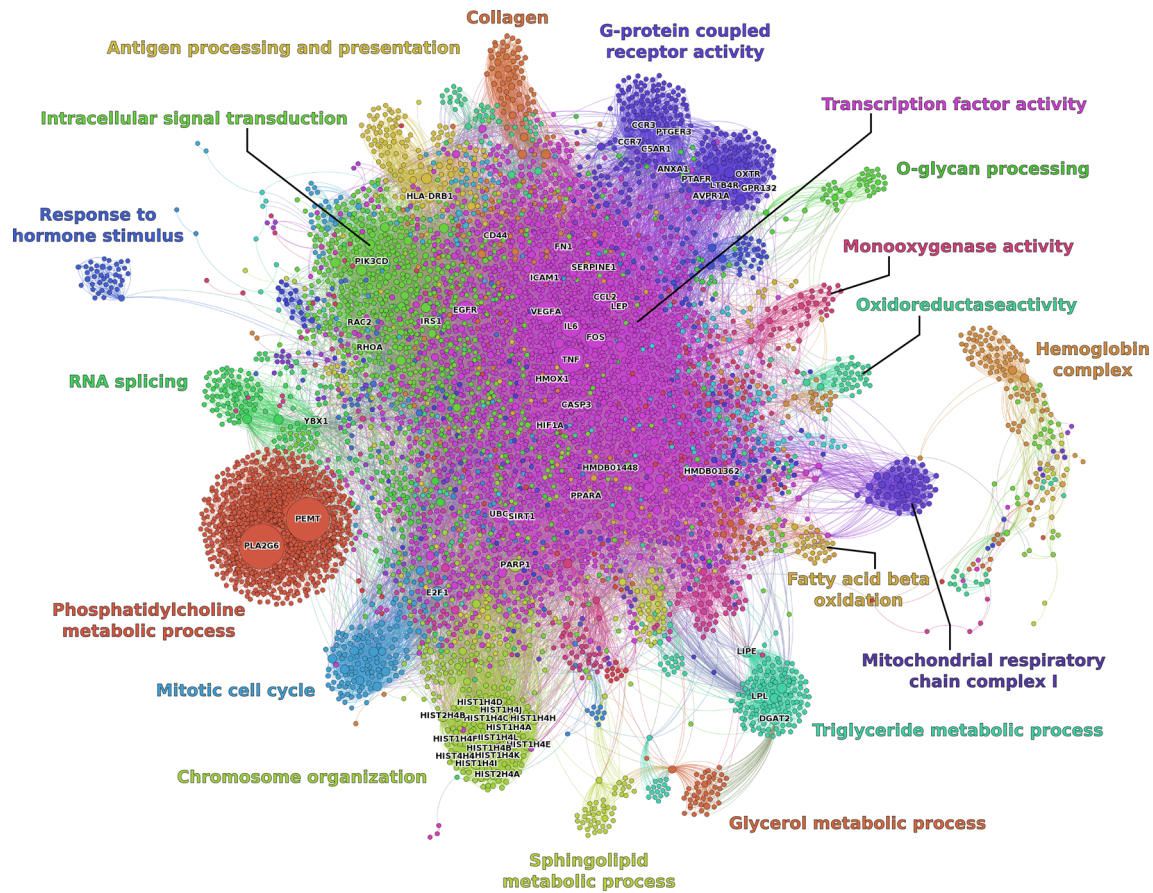 Collagen
G-protein coupled
receptor activity
Antigen processing and presentation
Transcription factor activity
Intracellular signal transduction
CCR3
PTGER3
CCR7
C5AR1
O-glycan processing
ANXA1
OXTR
PTAFR
LTB4R
GPR132
HLA-DRB1
AVPR1A
Response to
hormone stimulus
CD44
FN1
Monooxygenase activity
PIK3CD
SERPINE1
ICAM1
CCL2
LEP
Oxidoreductaseactivity
EGFR
VEGFA
RAC2
IRS1
IL6
FOS
RHOA
Hemoglobin
complex
TNF
RNA splicing
HMOX1
CASP3
YBX1
HIF1A
HMDB01448
HMDB01362
PPARA
UBC
SIRT1
PEMT
PLA2G6
PARP1
Fatty acid beta
oxidation
E2F1
Phosphatidylcholine
metabolic process
LIPE
Mitochondrial respiratory
chain complex I
Mitotic cell cycle
LPL
HIST1H4D
HIST1H4J
HIST2H4B
HIST1H4C
HIST1H4H
DGAT2
HIST1H4A
Triglyceride metabolic process
HIST1H4F
HIST1H4L
HIST1H4E
HIST1H4B
HIST4H4
HIST1H4K
HIST1H4I
HIST2H4A
Chromosome organization
Glycerol metabolic process
Sphingolipid
metabolic process